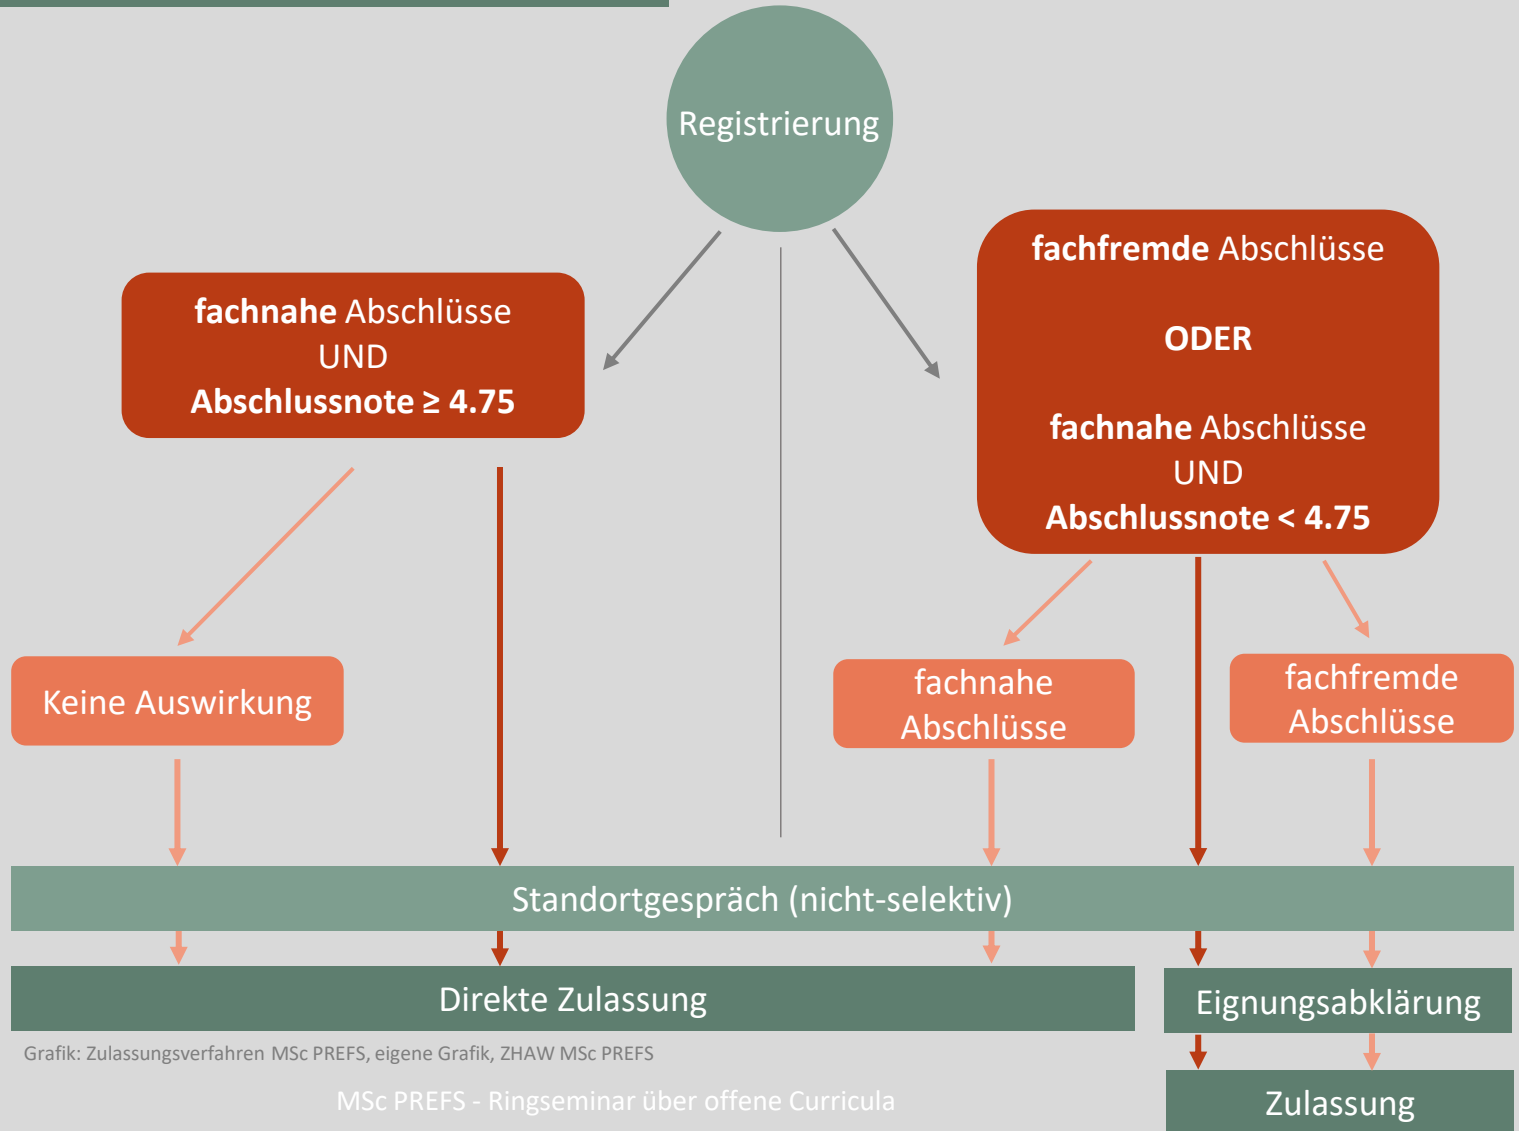 Registrierung
fachnahe Abschlüsse
UND
Abschlussnote ≥ 4.75
fachfremde Abschlüsse
ODER
fachnahe Abschlüsse
UND
Abschlussnote < 4.75
Keine Auswirkung
fachnahe
Abschlüsse
fachfremde
Abschlüsse
Standortgespräch (nicht-selektiv)
Direkte Zulassung
Eignungsabklärung
Grafik: Zulassungsverfahren MSc PREFS, eigene Grafik, ZHAW MSc PREFS
MSc PREFS - Ringseminar über offene Curricula
Zulassung